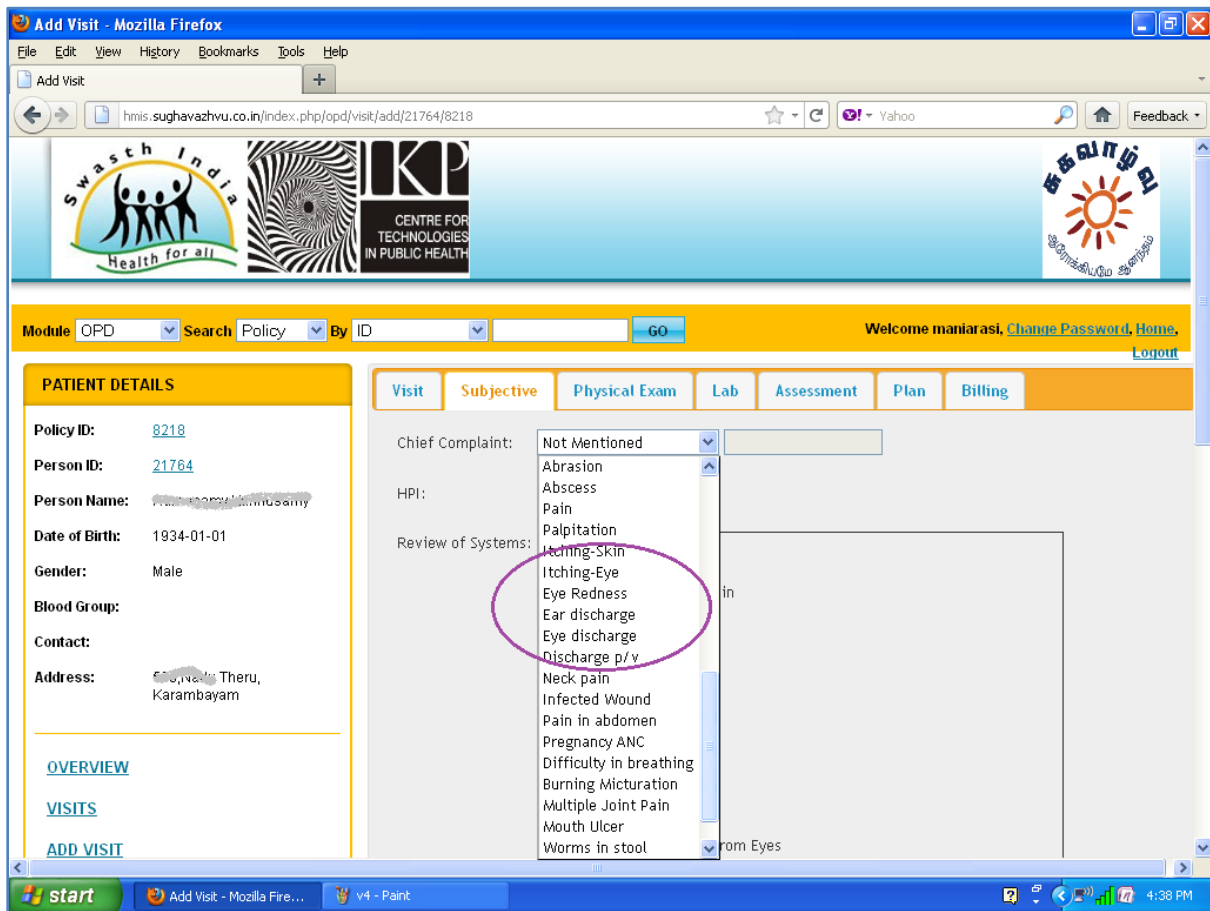 Add Visit - Mozilla Firefox
File Edit View History Bookmarks Tools Help
Add Visit
hmis.sughavazhvu.co.in/index.php/opd/visit/add/21764/8218
Yahoo
Feedback
Swasth India
Health for all
IKP
CENTRE FOR
TECHNOLOGIES
IN PUBLIC HEALTH
சுகவாழ்வு
ஆரோக்கியமே ஆனந்தம்
Module OPD Search Policy By ID GO
Welcome maniarasi, Change Password, Home,
Logout
PATIENT DETAILS
Policy ID: 8218
Person ID: 21764
Person Name:
Date of Birth: 1934-01-01
Gender: Male
Blood Group:
Contact:
Address: Theru,
Karambayam
OVERVIEW
VISITS
ADD VISIT
Visit Subjective Physical Exam Lab Assessment Plan Billing
Chief Complaint: Not Mentioned
HPI:
Review of Systems:
Abrasion
Abscess
Pain
Palpitation
Itching-Skin
Itching-Eye
Eye Redness
in
Ear discharge
Eye discharge
Discharge p/v
Neck pain
Infected Wound
Pain in abdomen
Pregnancy ANC
Difficulty in breathing
Burning Micturation
Multiple Joint Pain
Mouth Ulcer
Worms in stool
rom Eyes
start
Add Visit - Mozilla Fire...
v4 - Paint
4:38 PM